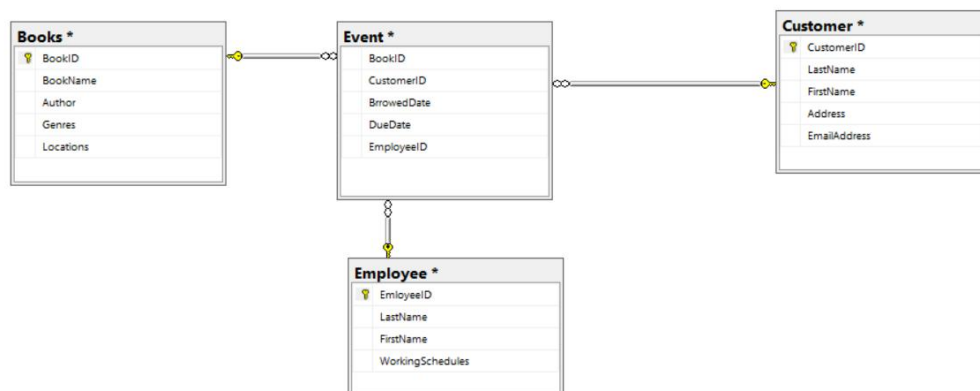 Books *
BookID
BookName
Author
Genres
Locations
Event *
BookID
CustomerID
BrrowedDate
DueDate
EmployeeID
Customer *
CustomerID
LastName
FirstName
Address
EmailAddress
Employee *
EmloyeeID
LastName
FirstName
WorkingSchedules